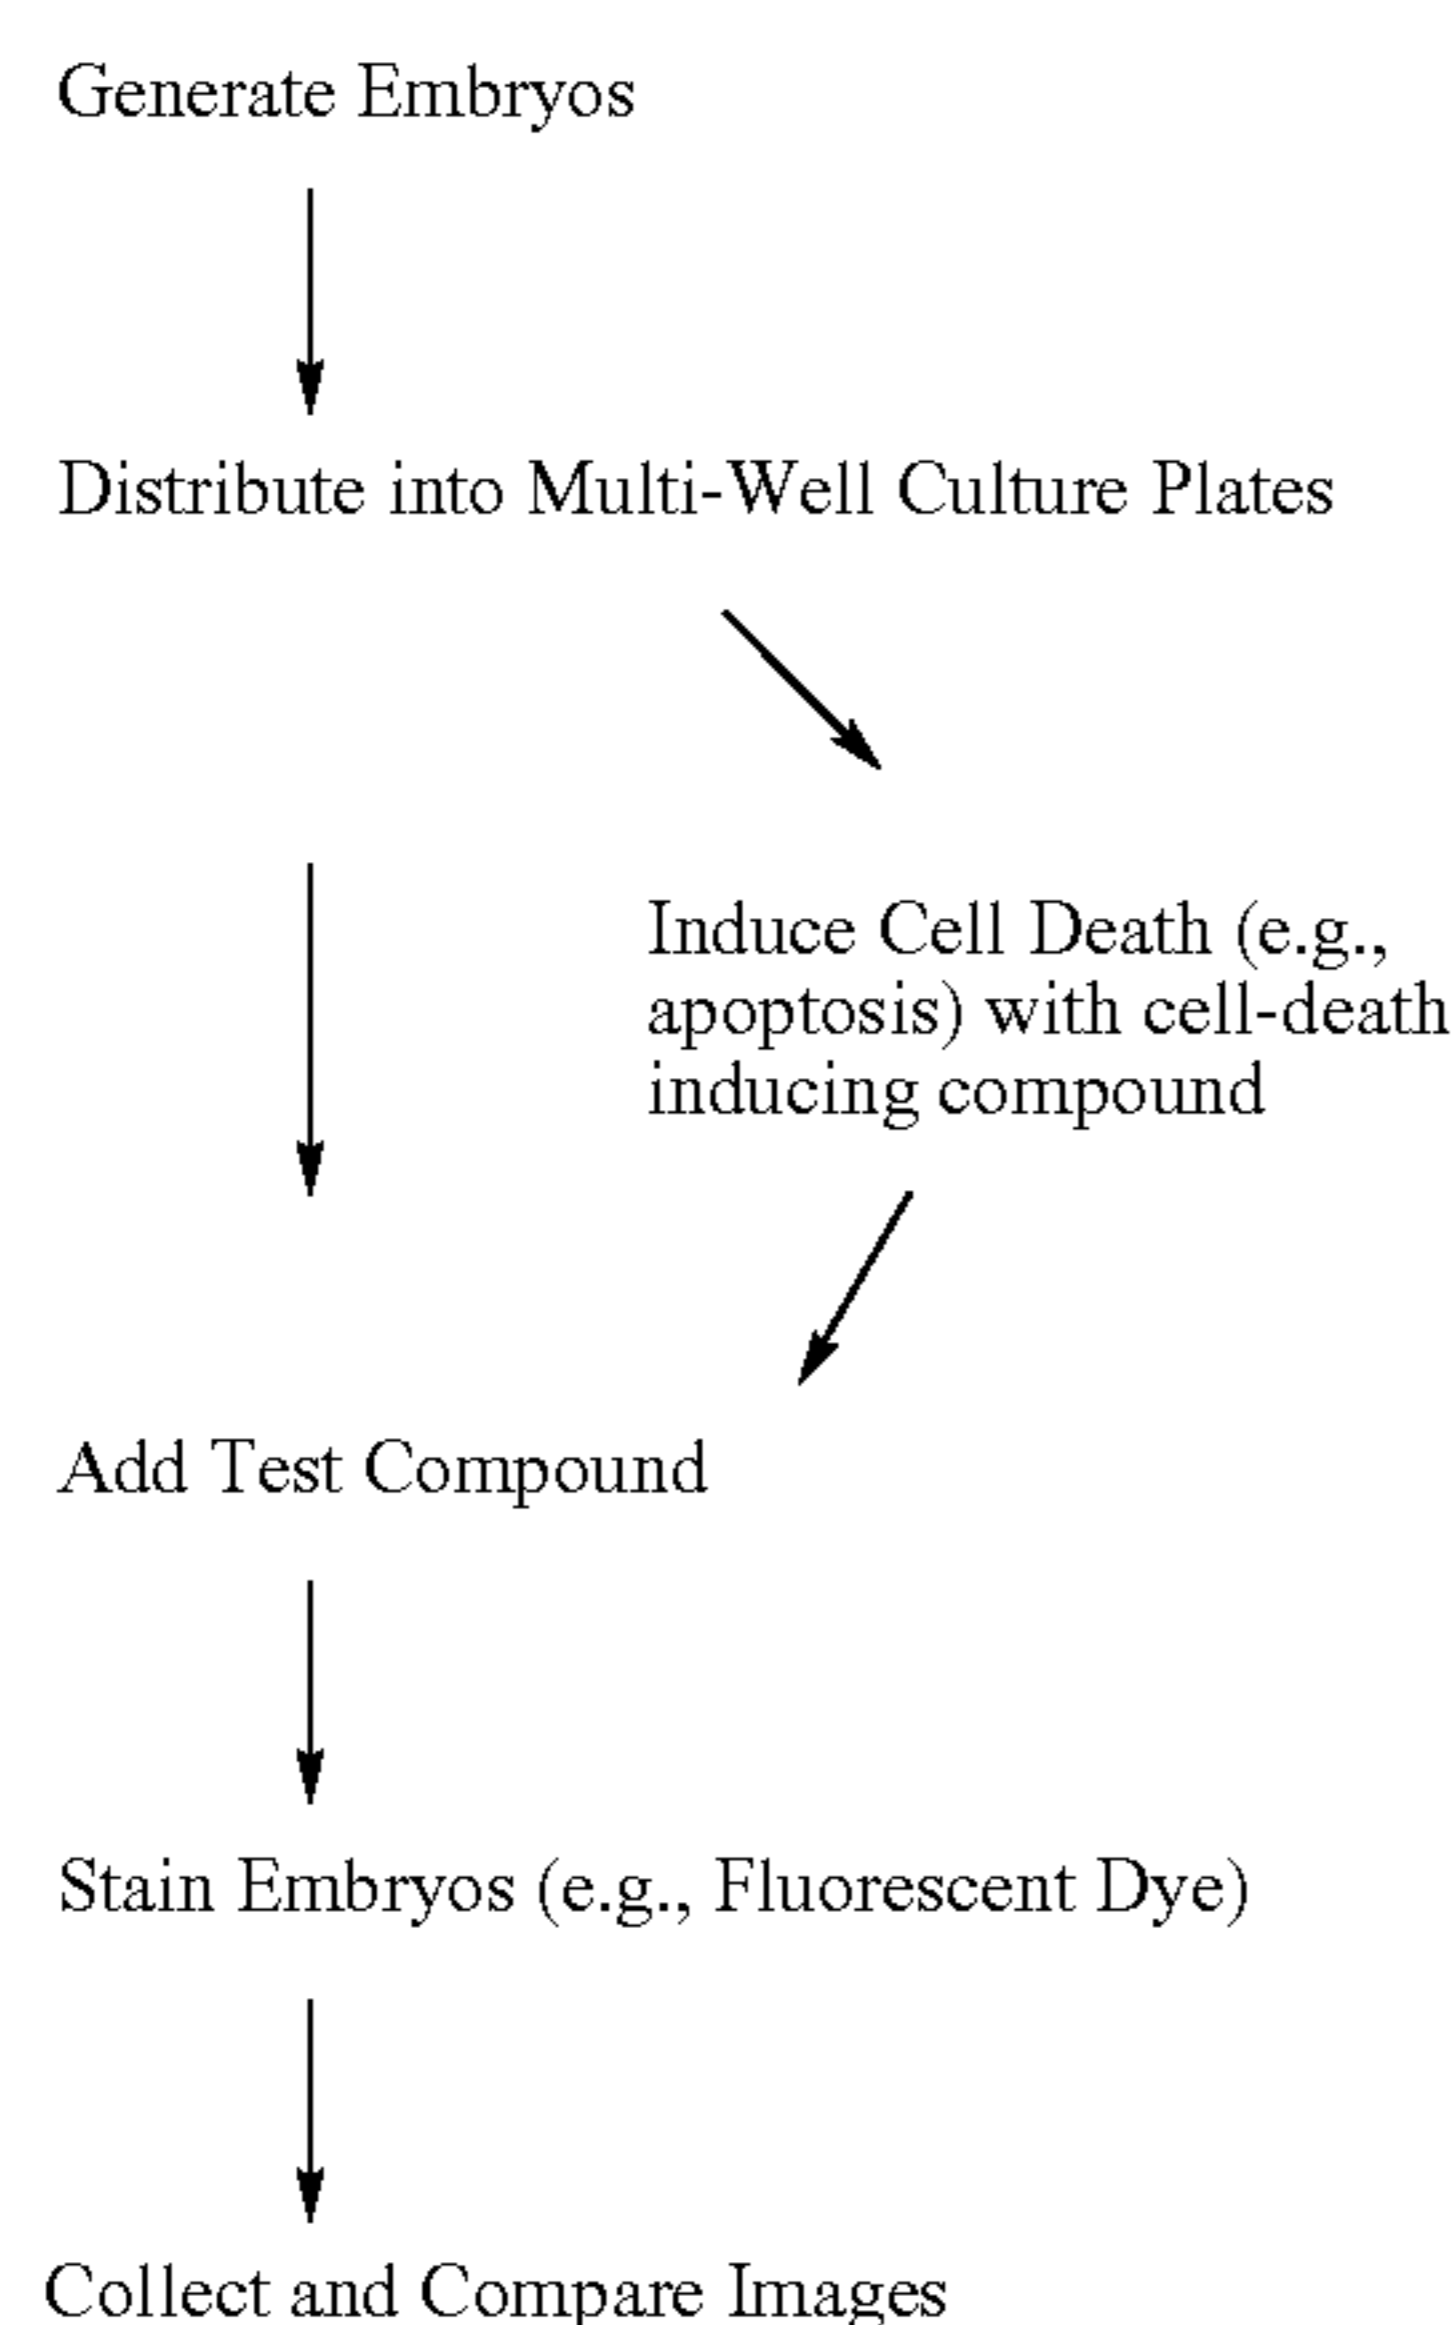 Generate Embryos
Distribute into Multi-Well Culture Plates
Induce Cell Death (e.g.,
apoptosis) with cell-death
inducing compound
Add Test Compound
Stain Embryos (e.g., Fluorescent Dye)
Collect and Compare Images